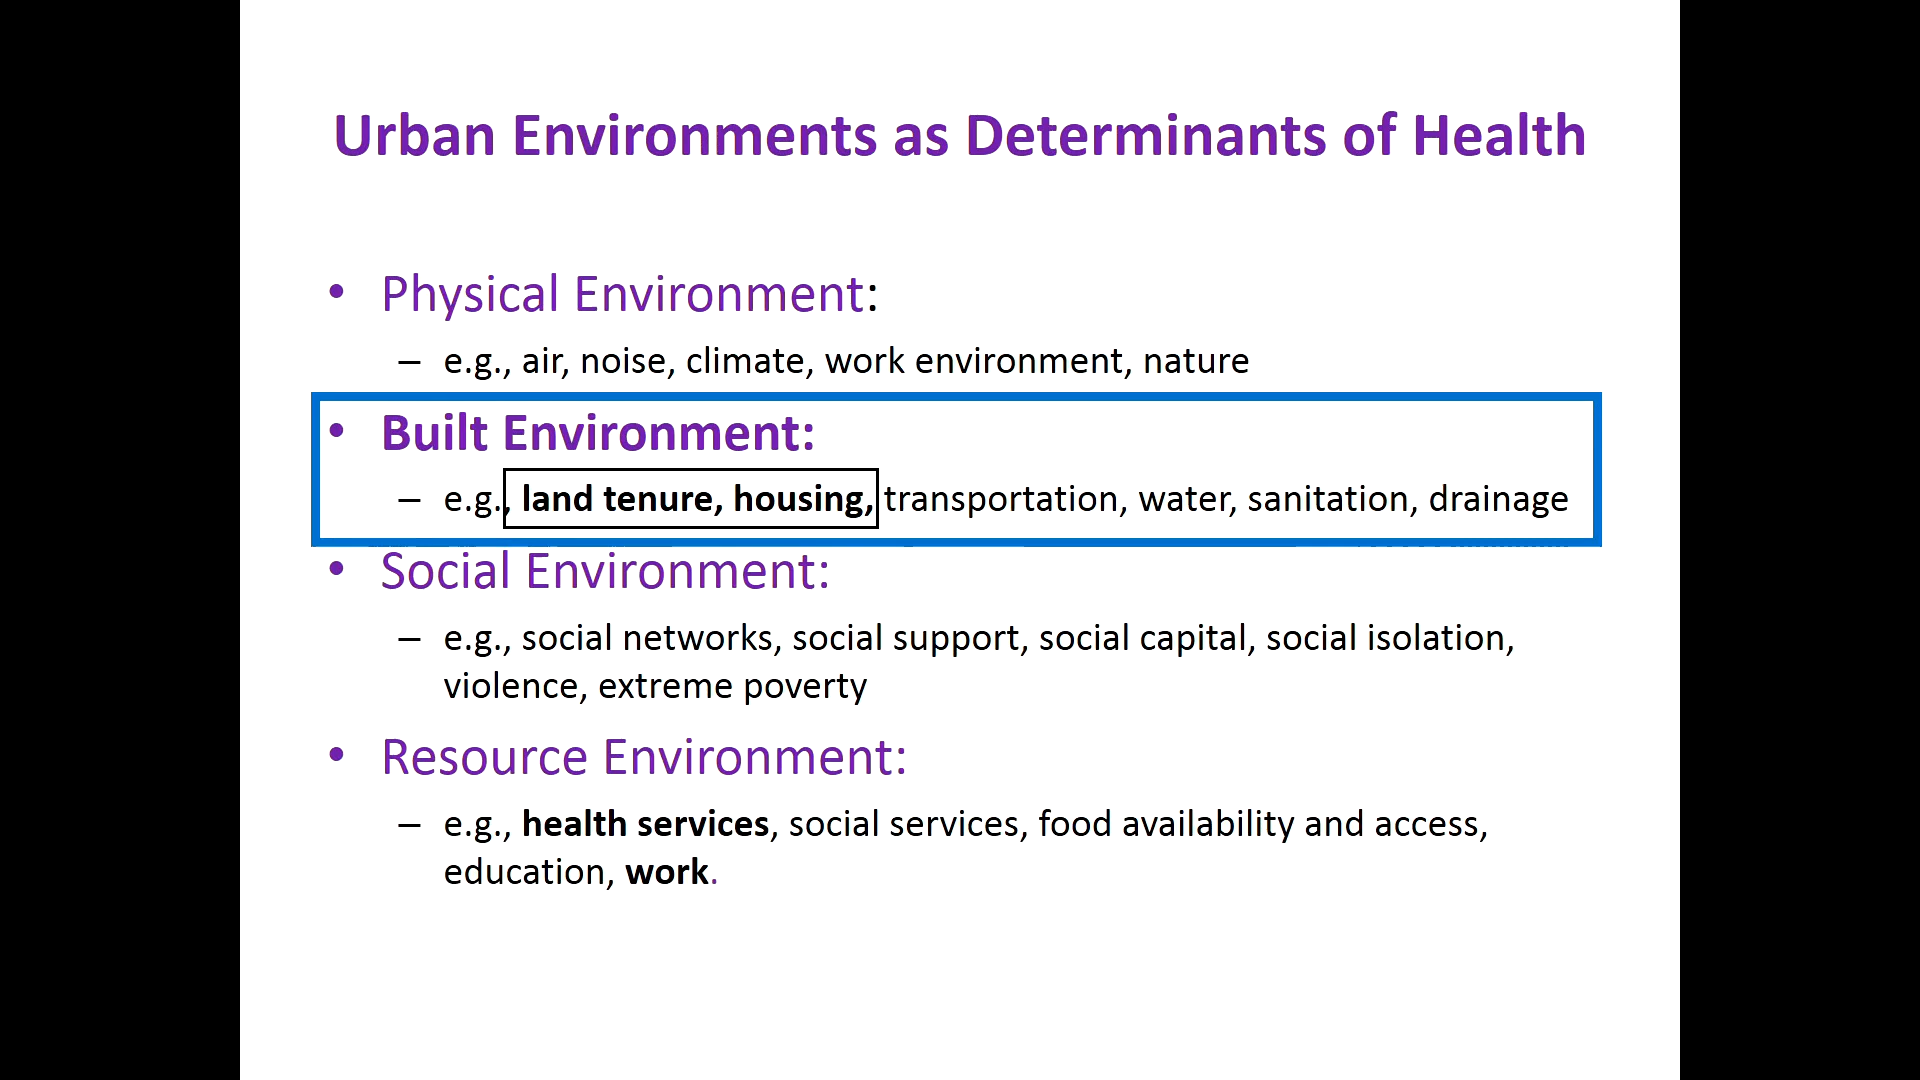 Urban Environments as Determinants of Health
• Physical Environment:
– e.g., air, noise, climate, work environment, nature
• Built Environment:
– e.g., land tenure, housing, transportation, water, sanitation, drainage
• Social Environment:
– e.g., social networks, social support, social capital, social isolation,
violence, extreme poverty
• Resource Environment:
– e.g., health services, social services, food availability and access,
education, work.